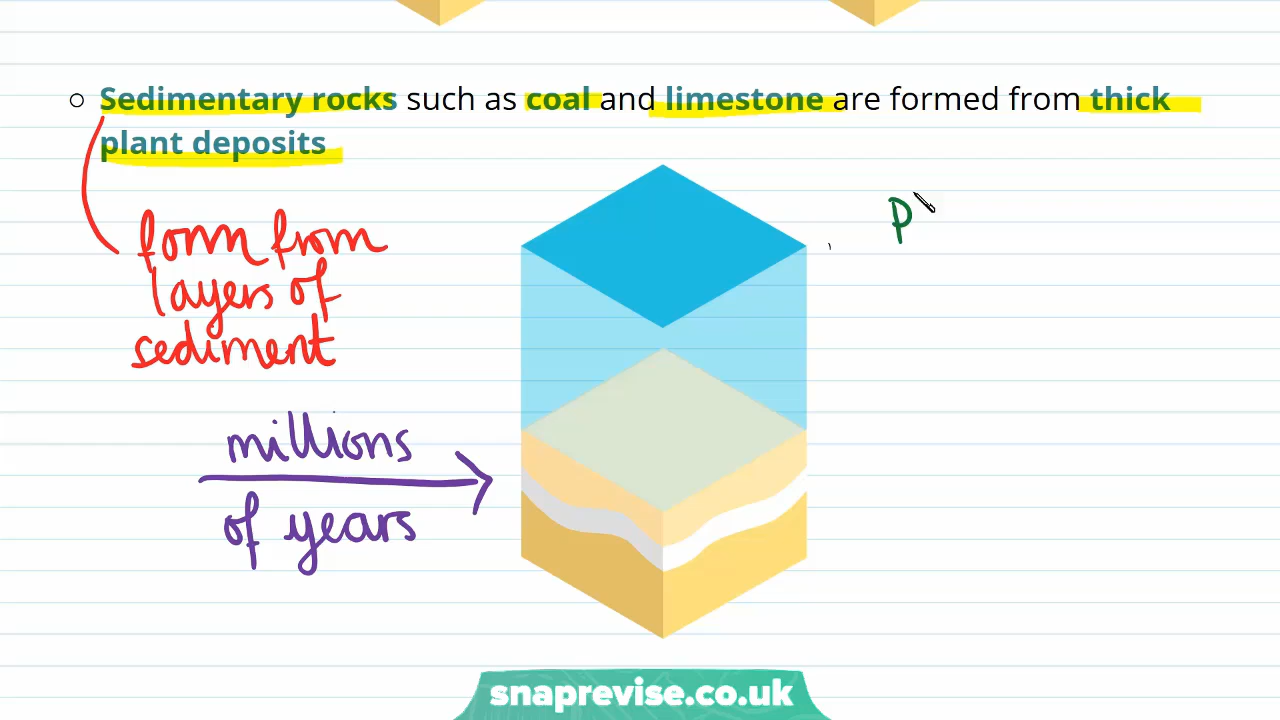 Sedimentary rocks such as coal and limestone are formed from thick
plant deposits
form from
layers of
sediment
P
millions
of years
snaprevise.co.uk